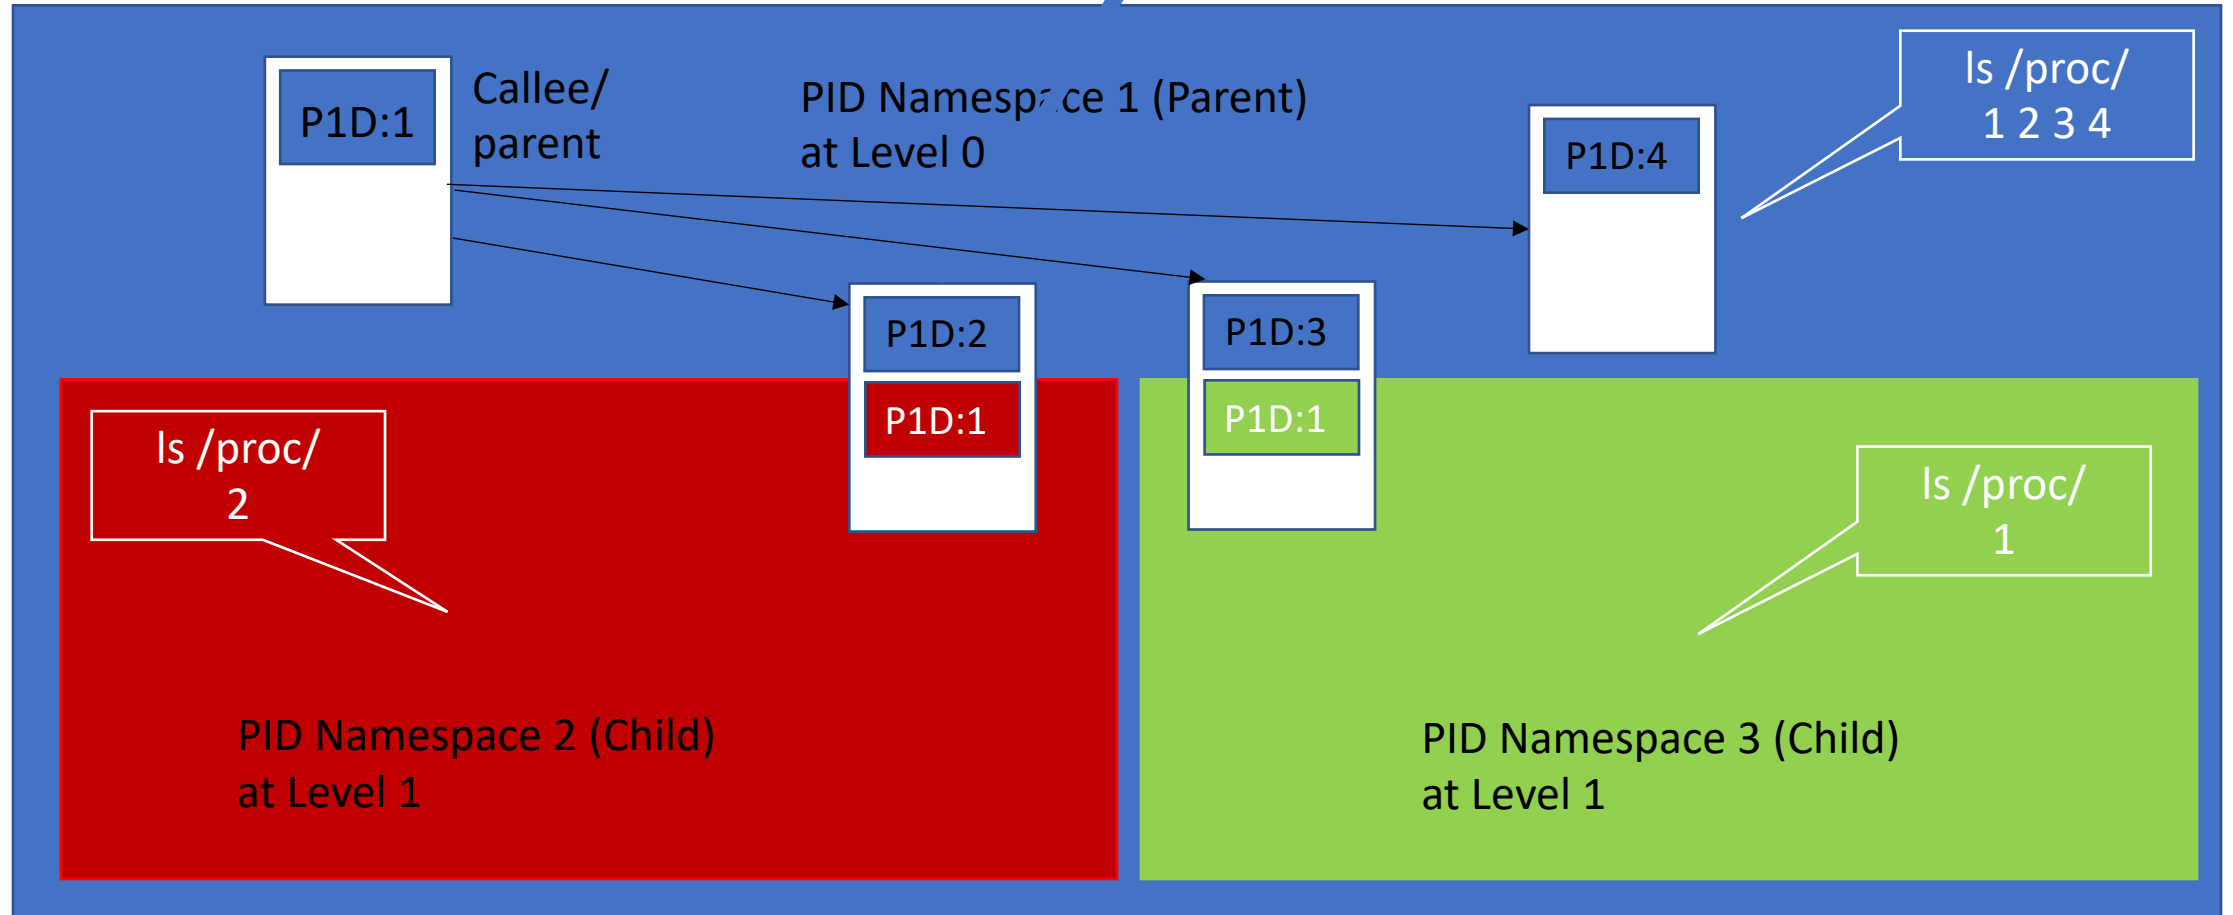 P1D:1
Callee/
parent
PID Namespace 1 (Parent)
at Level 0
P1D:4
ls /proc/
1 2 3 4
P1D:2
P1D:1
P1D:3
P1D:1
ls /proc/
2
ls /proc/
1
PID Namespace 2 (Child)
at Level 1
PID Namespace 3 (Child)
at Level 1